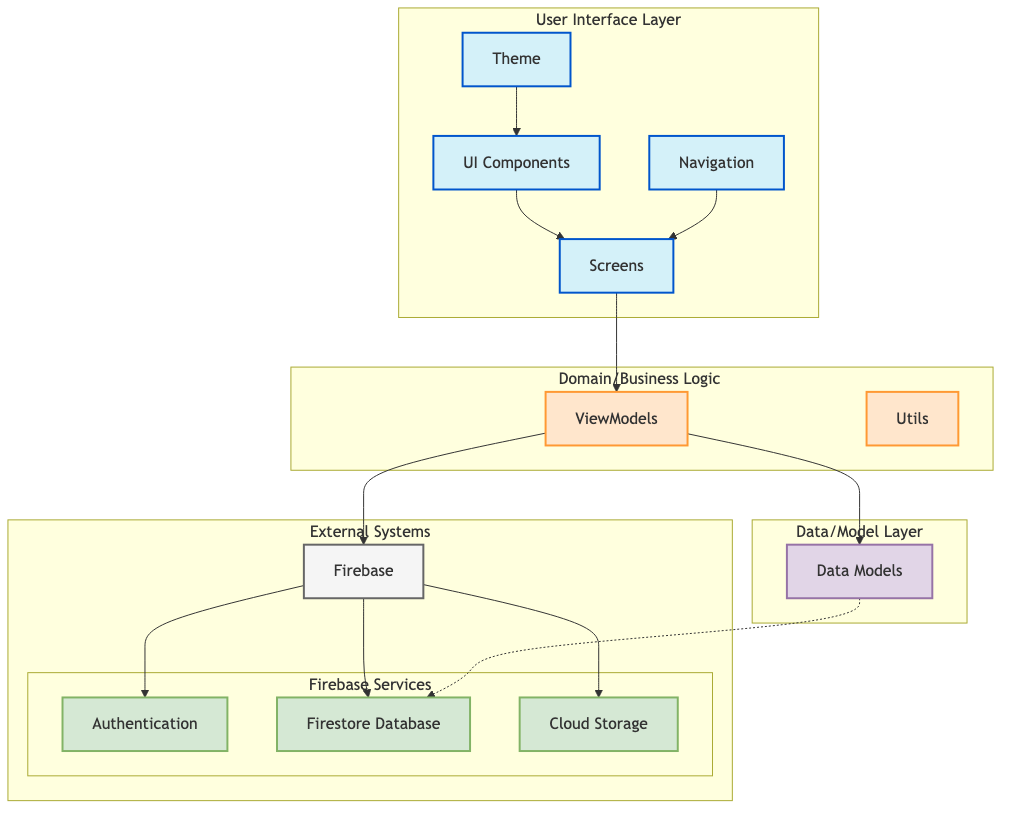 User Interface Layer
Theme
UI Components
Navigation
Screens
Domain/Business Logic
ViewModels
Utils
External Systems
Data/Model Layer
Firebase
Data Models
Firebase Services
Authentication
Firestore Database
Cloud Storage